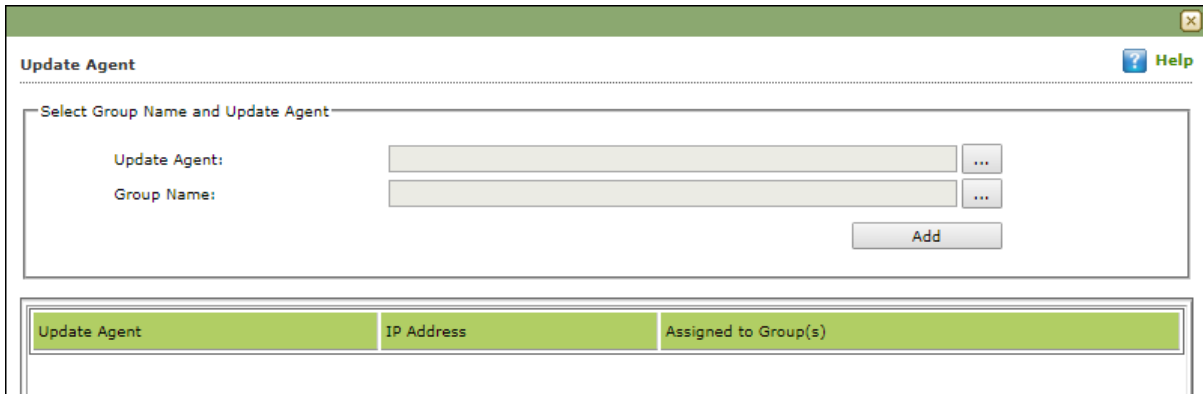 Update Agent
Help
Select Group Name and Update Agent
Update Agent:
...
Group Name:
...
Add
Update Agent IP Address Assigned to Group(s)